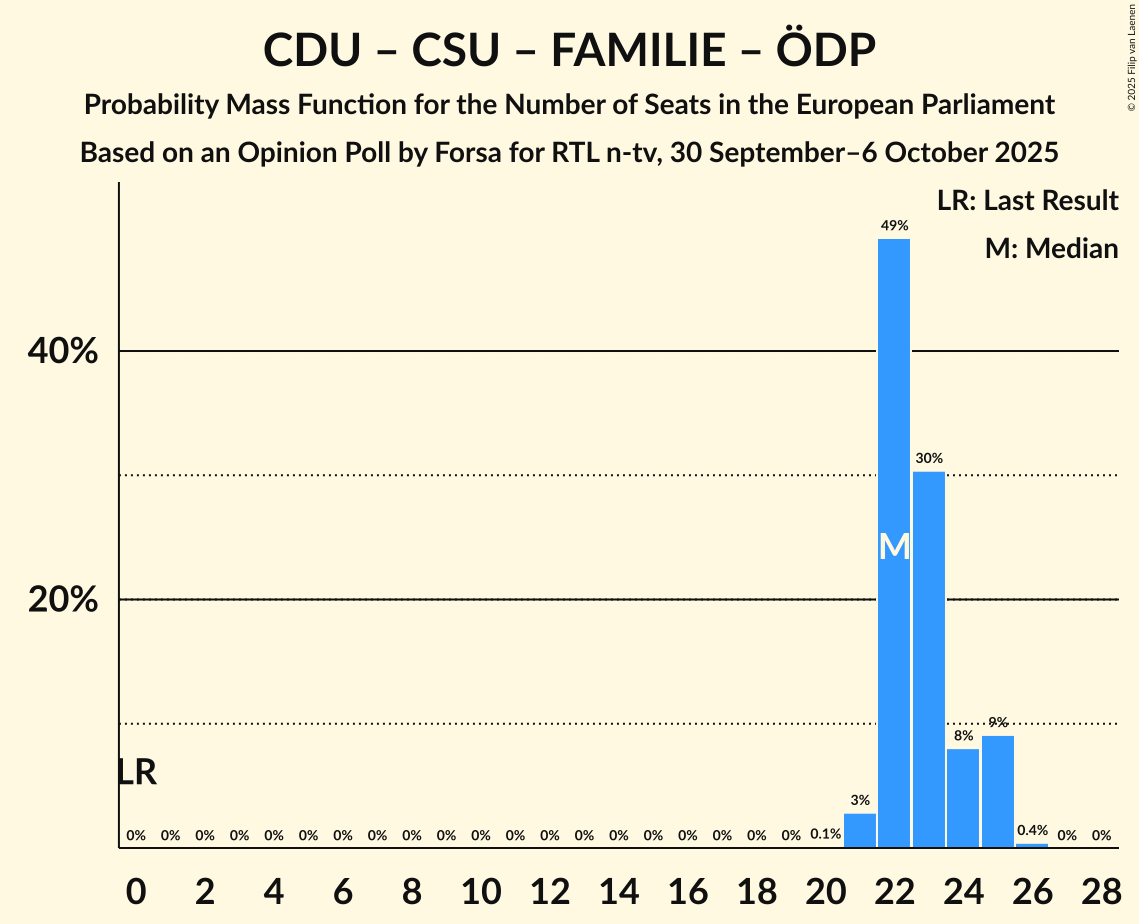 CDU – CSU – FAMILIE – ÖDP
Probability Mass Function for the Number of Seats in the European Parliament
Based on an Opinion Poll by Forsa for RTL n-tv, 30 September–6 October 2025
© 2025 Filip van Laenen
LR: Last Result
M: Median
49%
40%
30%
M
20%
9%
8%
LR
3%
0% 0% 0% 0% 0% 0% 0% 0% 0% 0% 0% 0% 0% 0% 0% 0% 0% 0% 0% 0% 0.1% 0.4% 0% 0%
0 2 4 6 8 10 12 14 16 18 20 22 24 26 28